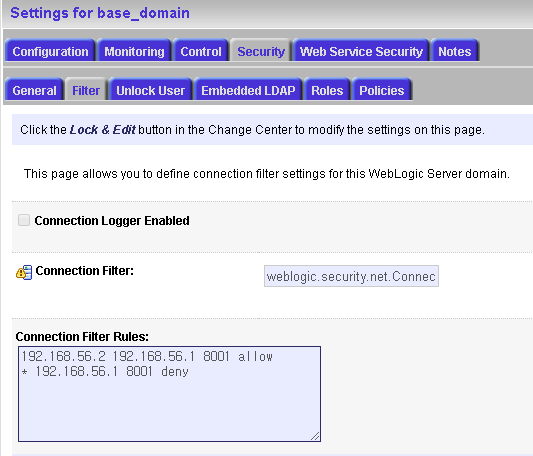 Settings for base_domain
Configuration Monitoring Control Security Web Service Security Notes
General Filter Unlock User Embedded LDAP Roles Policies
Click the Lock & Edit button in the Change Center to modify the settings on this page.
This page allows you to define connection filter settings for this WebLogic Server domain.
Connection Logger Enabled
Connection Filter: weblogic.security.net.Connec
Connection Filter Rules:
192.168.56.2 192.168.56.1 8001 allow
* 192.168.56.1 8001 deny